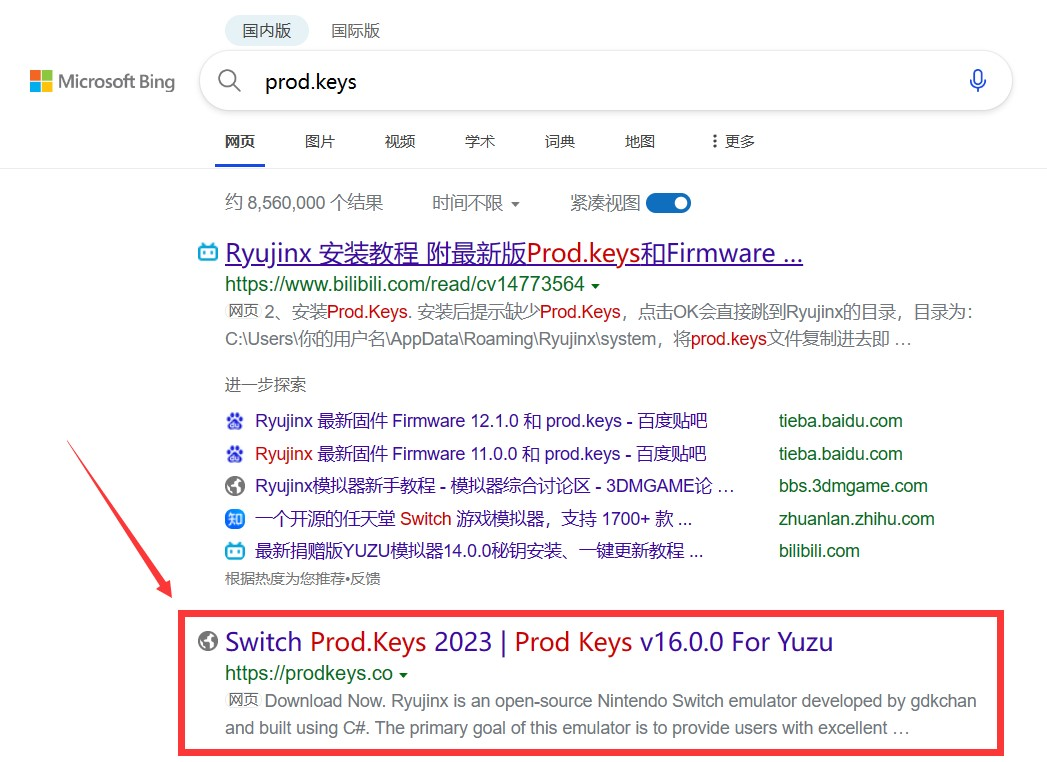 国内版 国际版
Microsoft Bing prod.keys
网页 图片 视频 学术 词典 地图 更多
约 8,560,000 个结果 时间不限 紧凑视图
Ryujinx 安装教程 附最新版Prod.keys和Firmware ...
https://www.bilibili.com/read/cv14773564
网页 2、安装Prod.Keys. 安装后提示缺少Prod.Keys，点击OK会直接跳到Ryujinx的目录，目录为：
C:\Users\你的用户名\AppData\Roaming\Ryujinx\system，将prod.keys文件复制进去即 …
进一步探索
Ryujinx 最新固件 Firmware 12.1.0 和 prod.keys - 百度贴吧 tieba.baidu.com
Ryujinx 最新固件 Firmware 11.0.0 和 prod.keys - 百度贴吧 tieba.baidu.com
Ryujinx模拟器新手教程 - 模拟器综合讨论区 - 3DMGAME论 … bbs.3dmgame.com
知 一个开源的任天堂 Switch 游戏模拟器，支持 1700+ 款 ... zhuanlan.zhihu.com
最新捐赠版YUZU模拟器14.0.0秘钥安装、一键更新教程 ... bilibili.com
根据热度为您推荐•反馈
Switch Prod.Keys 2023 | Prod Keys v16.0.0 For Yuzu
https://prodkeys.co
网页 Download Now. Ryujinx is an open-source Nintendo Switch emulator developed by gdkchan
and built using C#. The primary goal of this emulator is to provide users with excellent …